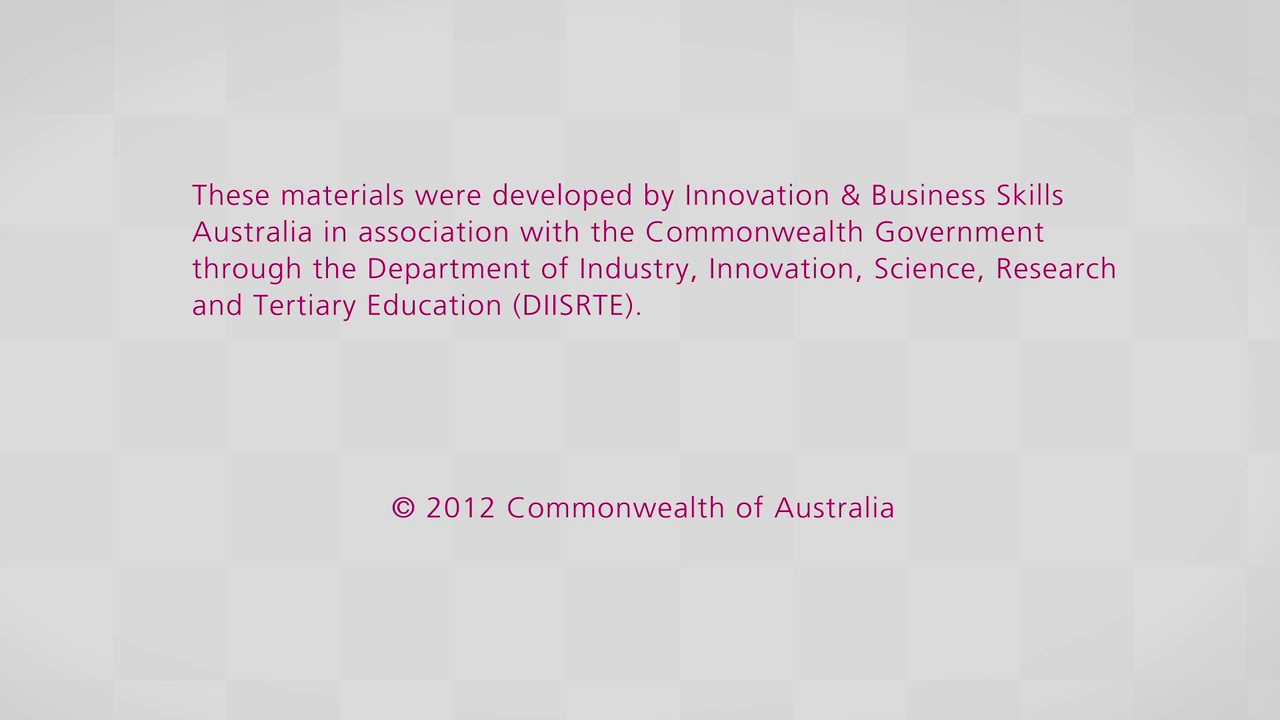 These materials were developed by Innovation & Business Skills
Australia in association with the Commonwealth Government
through the Department of Industry, Innovation, Science, Research
and Tertiary Education (DIISRTE).
© 2012 Commonwealth of Australia